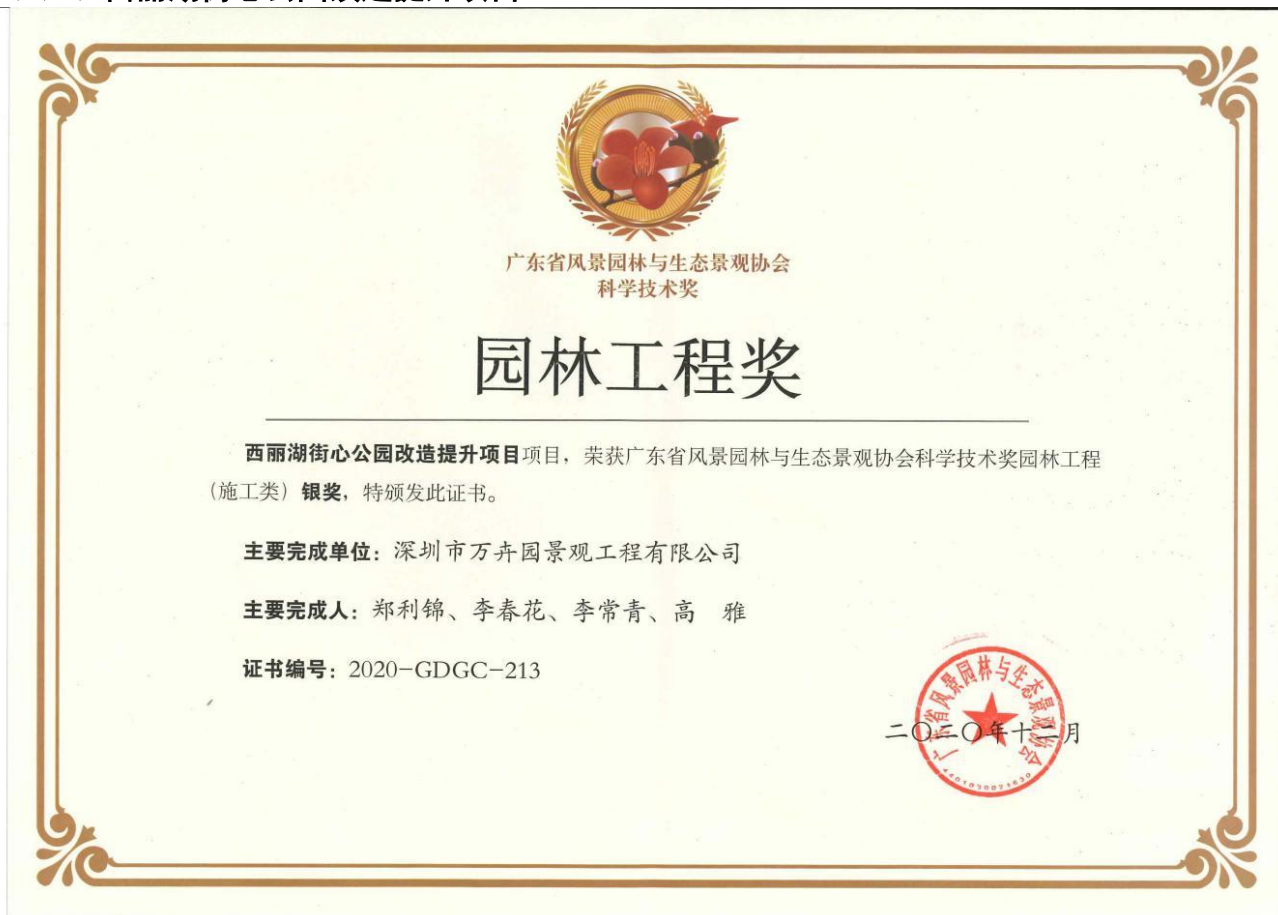 广东省风景园林与生态景观协会
科学技术奖
园林工程奖
西丽湖街心公园改造提升项目项目，荣获广东省风景园林与生态景观协会科学技术奖园林工程
（施工类）银奖，特颁发此证书。
主要完成单位：深圳市万卉园景观工程有限公司
主要完成人：郑利锦、李春花、李常青、高 雅
证书编号：2020-GDGC-213
广东省风景园林与生态景观协会
二〇二〇年十二月